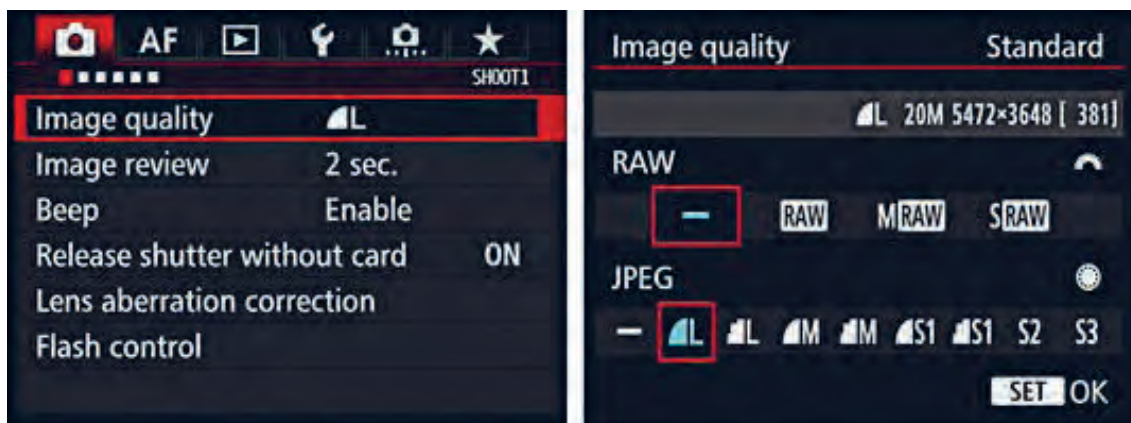 AF
SHOOT1
Image quality L
Image review 2 sec.
Beep Enable
Release shutter without card ON
Lens aberration correction
Flash control
Image quality Standard
L 20M 5472×3648 [ 381]
RAW
— RAW MRAW SRAW
JPEG
— L L M M S1 S1 S2 S3
SET OK